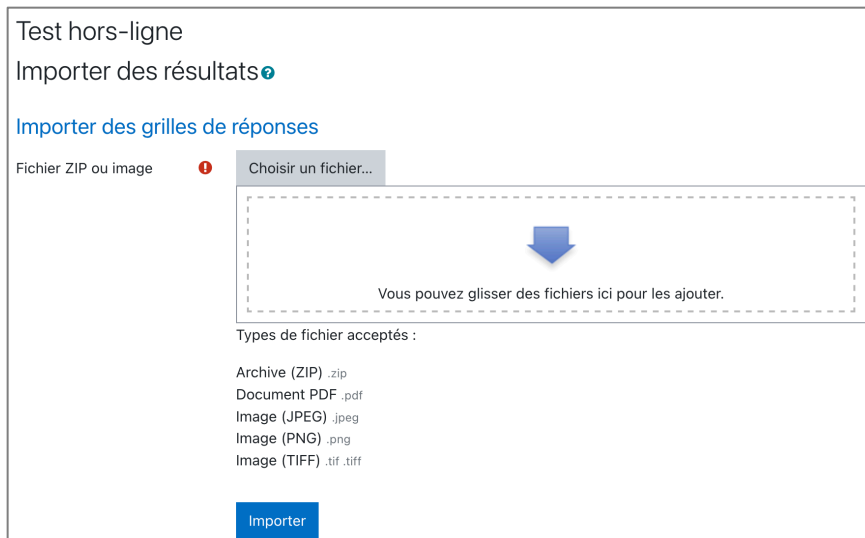 Test hors-ligne
Importer des résultats
Importer des grilles de réponses
Fichier ZIP ou image
Choisir un fichier...
Vous pouvez glisser des fichiers ici pour les ajouter.
Types de fichier acceptés :
Archive (ZIP) .zip
Document PDF .pdf
Image (JPEG) .jpeg
Image (PNG) .png
Image (TIFF) .tif .tiff
Importer